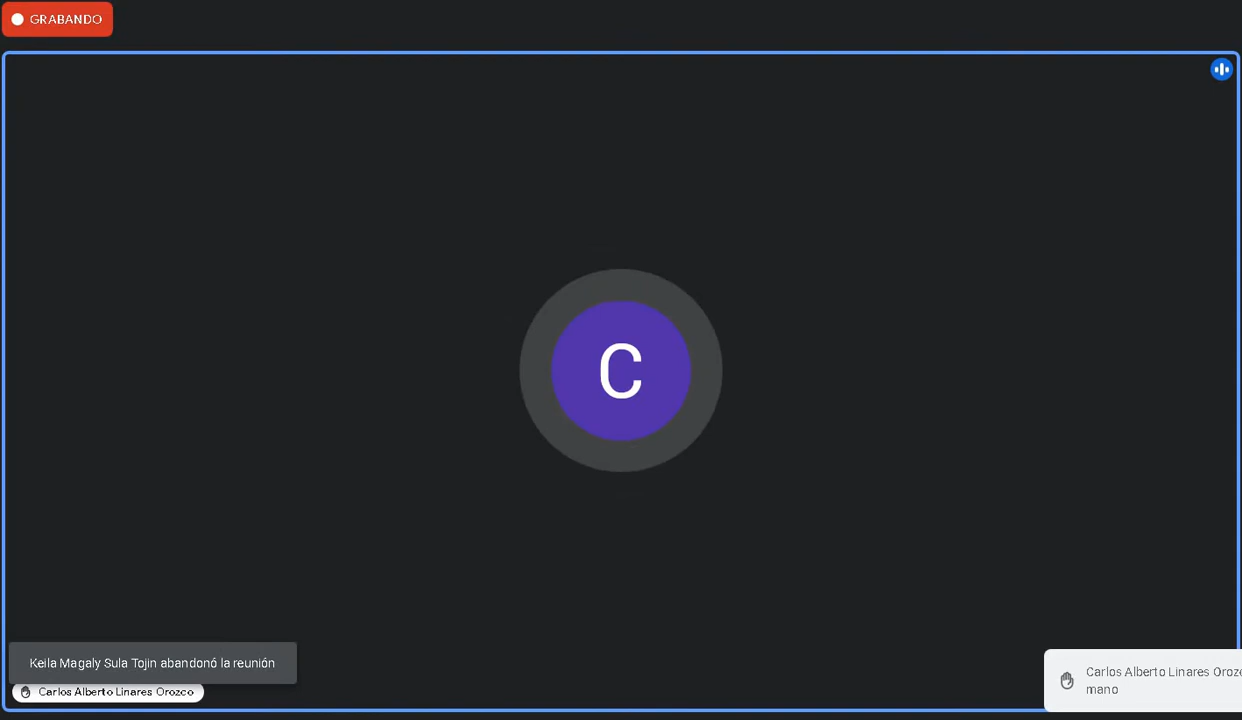 GRABANDO
C
Keila Magaly Sula Tojin abandonó la reunión
Carlos Alberto Linares Orozco
Carlos Alberto Linares Oroz
mano